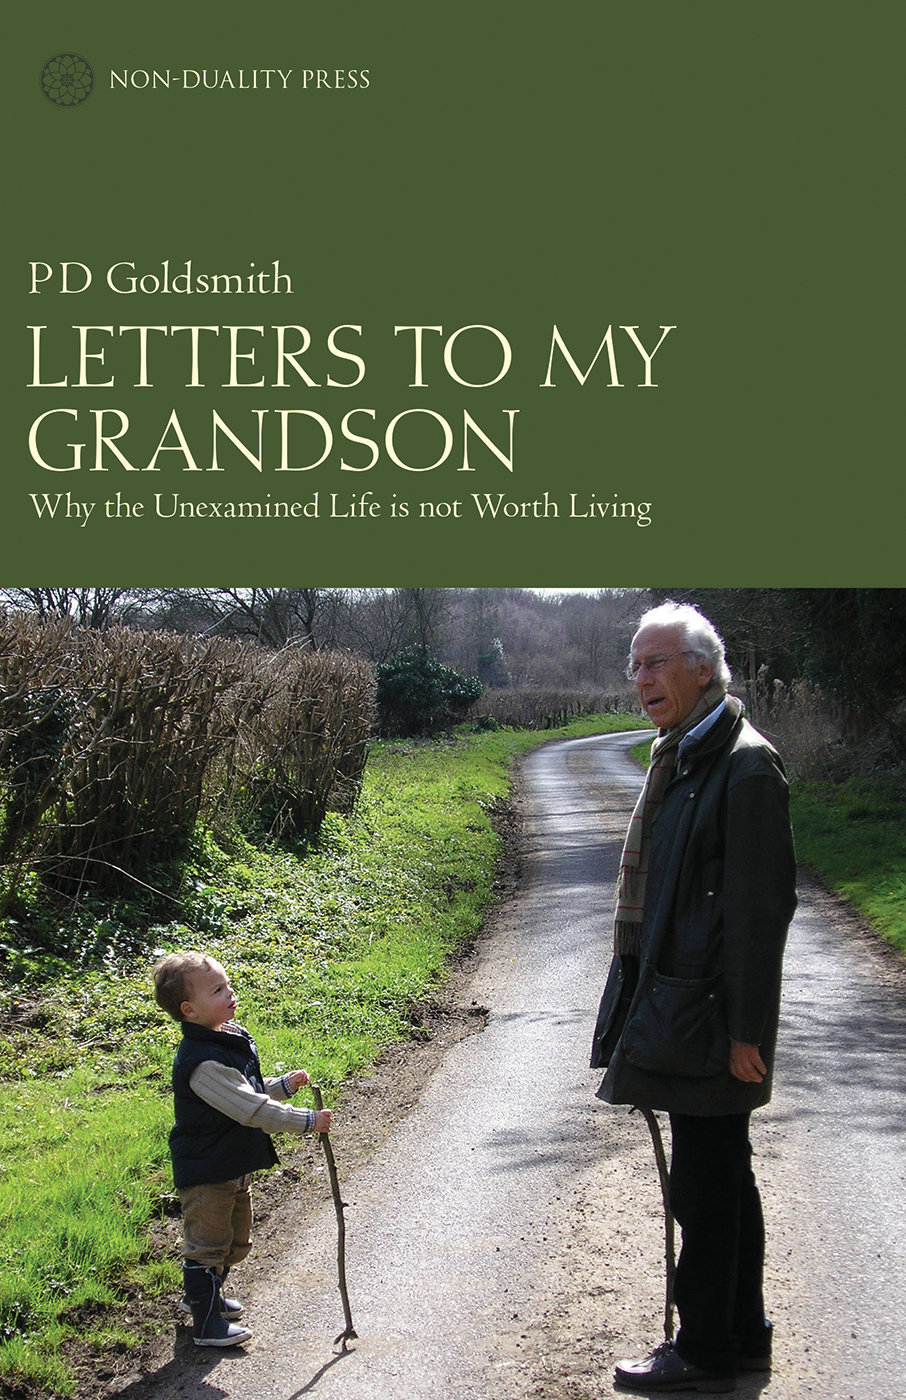 NON-DUALITY PRESS
PD Goldsmith
LETTERS TO MY
GRANDSON
Why the Unexamined Life is not Worth Living